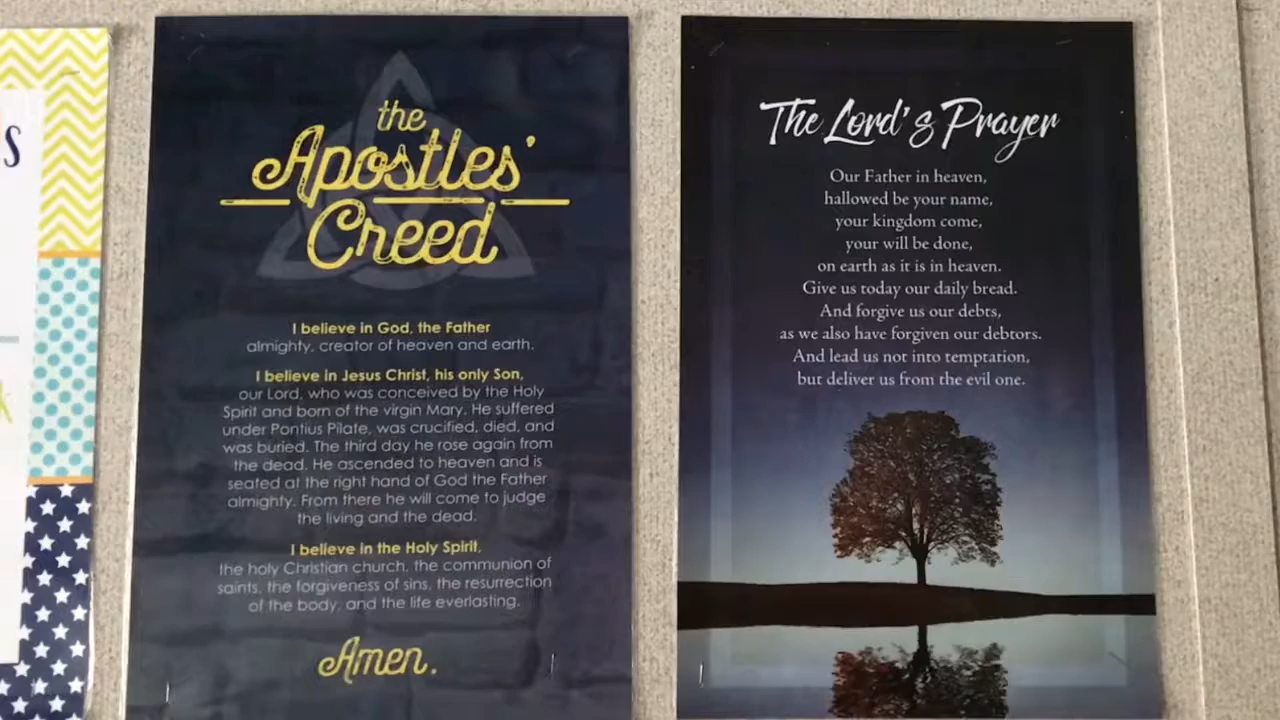 the
Apostles'
Creed
I believe in God, the Father
almighty, creator of heaven and earth.
I believe in Jesus Christ, his only Son,
our Lord, who was conceived by the Holy
Spirit and born of the virgin Mary. He suffered
under Pontius Pilate, was crucified, died, and
was buried. The third day he rose again from
the dead. He ascended to heaven and is
seated at the right hand of God the Father
almighty. From there he will come to judge
the living and the dead.
I believe in the Holy Spirit,
the holy Christian church, the communion of
saints, the forgiveness of sins, the resurrection
of the body, and the life everlasting.
Amen.
The Lord's Prayer
Our Father in heaven,
hallowed be your name,
your kingdom come,
your will be done,
on earth as it is in heaven.
Give us today our daily bread.
And forgive us our debts,
as we also have forgiven our debtors.
And lead us not into temptation,
but deliver us from the evil one.